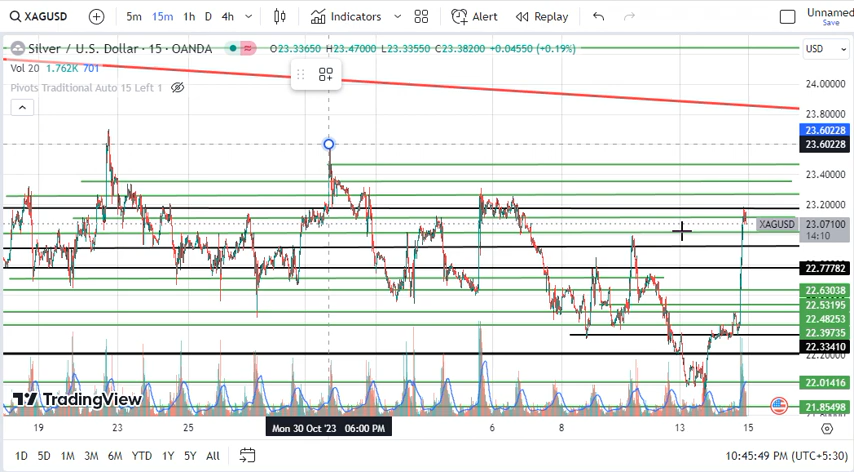 XAGUSD 5m 15m 1h D 4h Indicators Alert Replay Unnamed
Save
Silver / U.S. Dollar · 15 · OANDA O23.33650 H23.47000 L23.33550 C23.38200 +0.04550 (+0.19%) USD
Vol 20 1.762K 701
Pivots Traditional Auto 15 Left 1
24.00000
23.80000
23.60228
23.60228
23.40000
23.20000
XAGUSD 23.07100
14:10
22.77782
22.63038
22.53195
22.48253
22.39735
22.33410
22.20000
22.01416
21.85498
TradingView
19 23 25 Mon 30 Oct '23 06:00 PM 6 8 13 15
1D 5D 1M 3M 6M YTD 1Y 5Y All 10:45:49 PM (UTC+5:30)